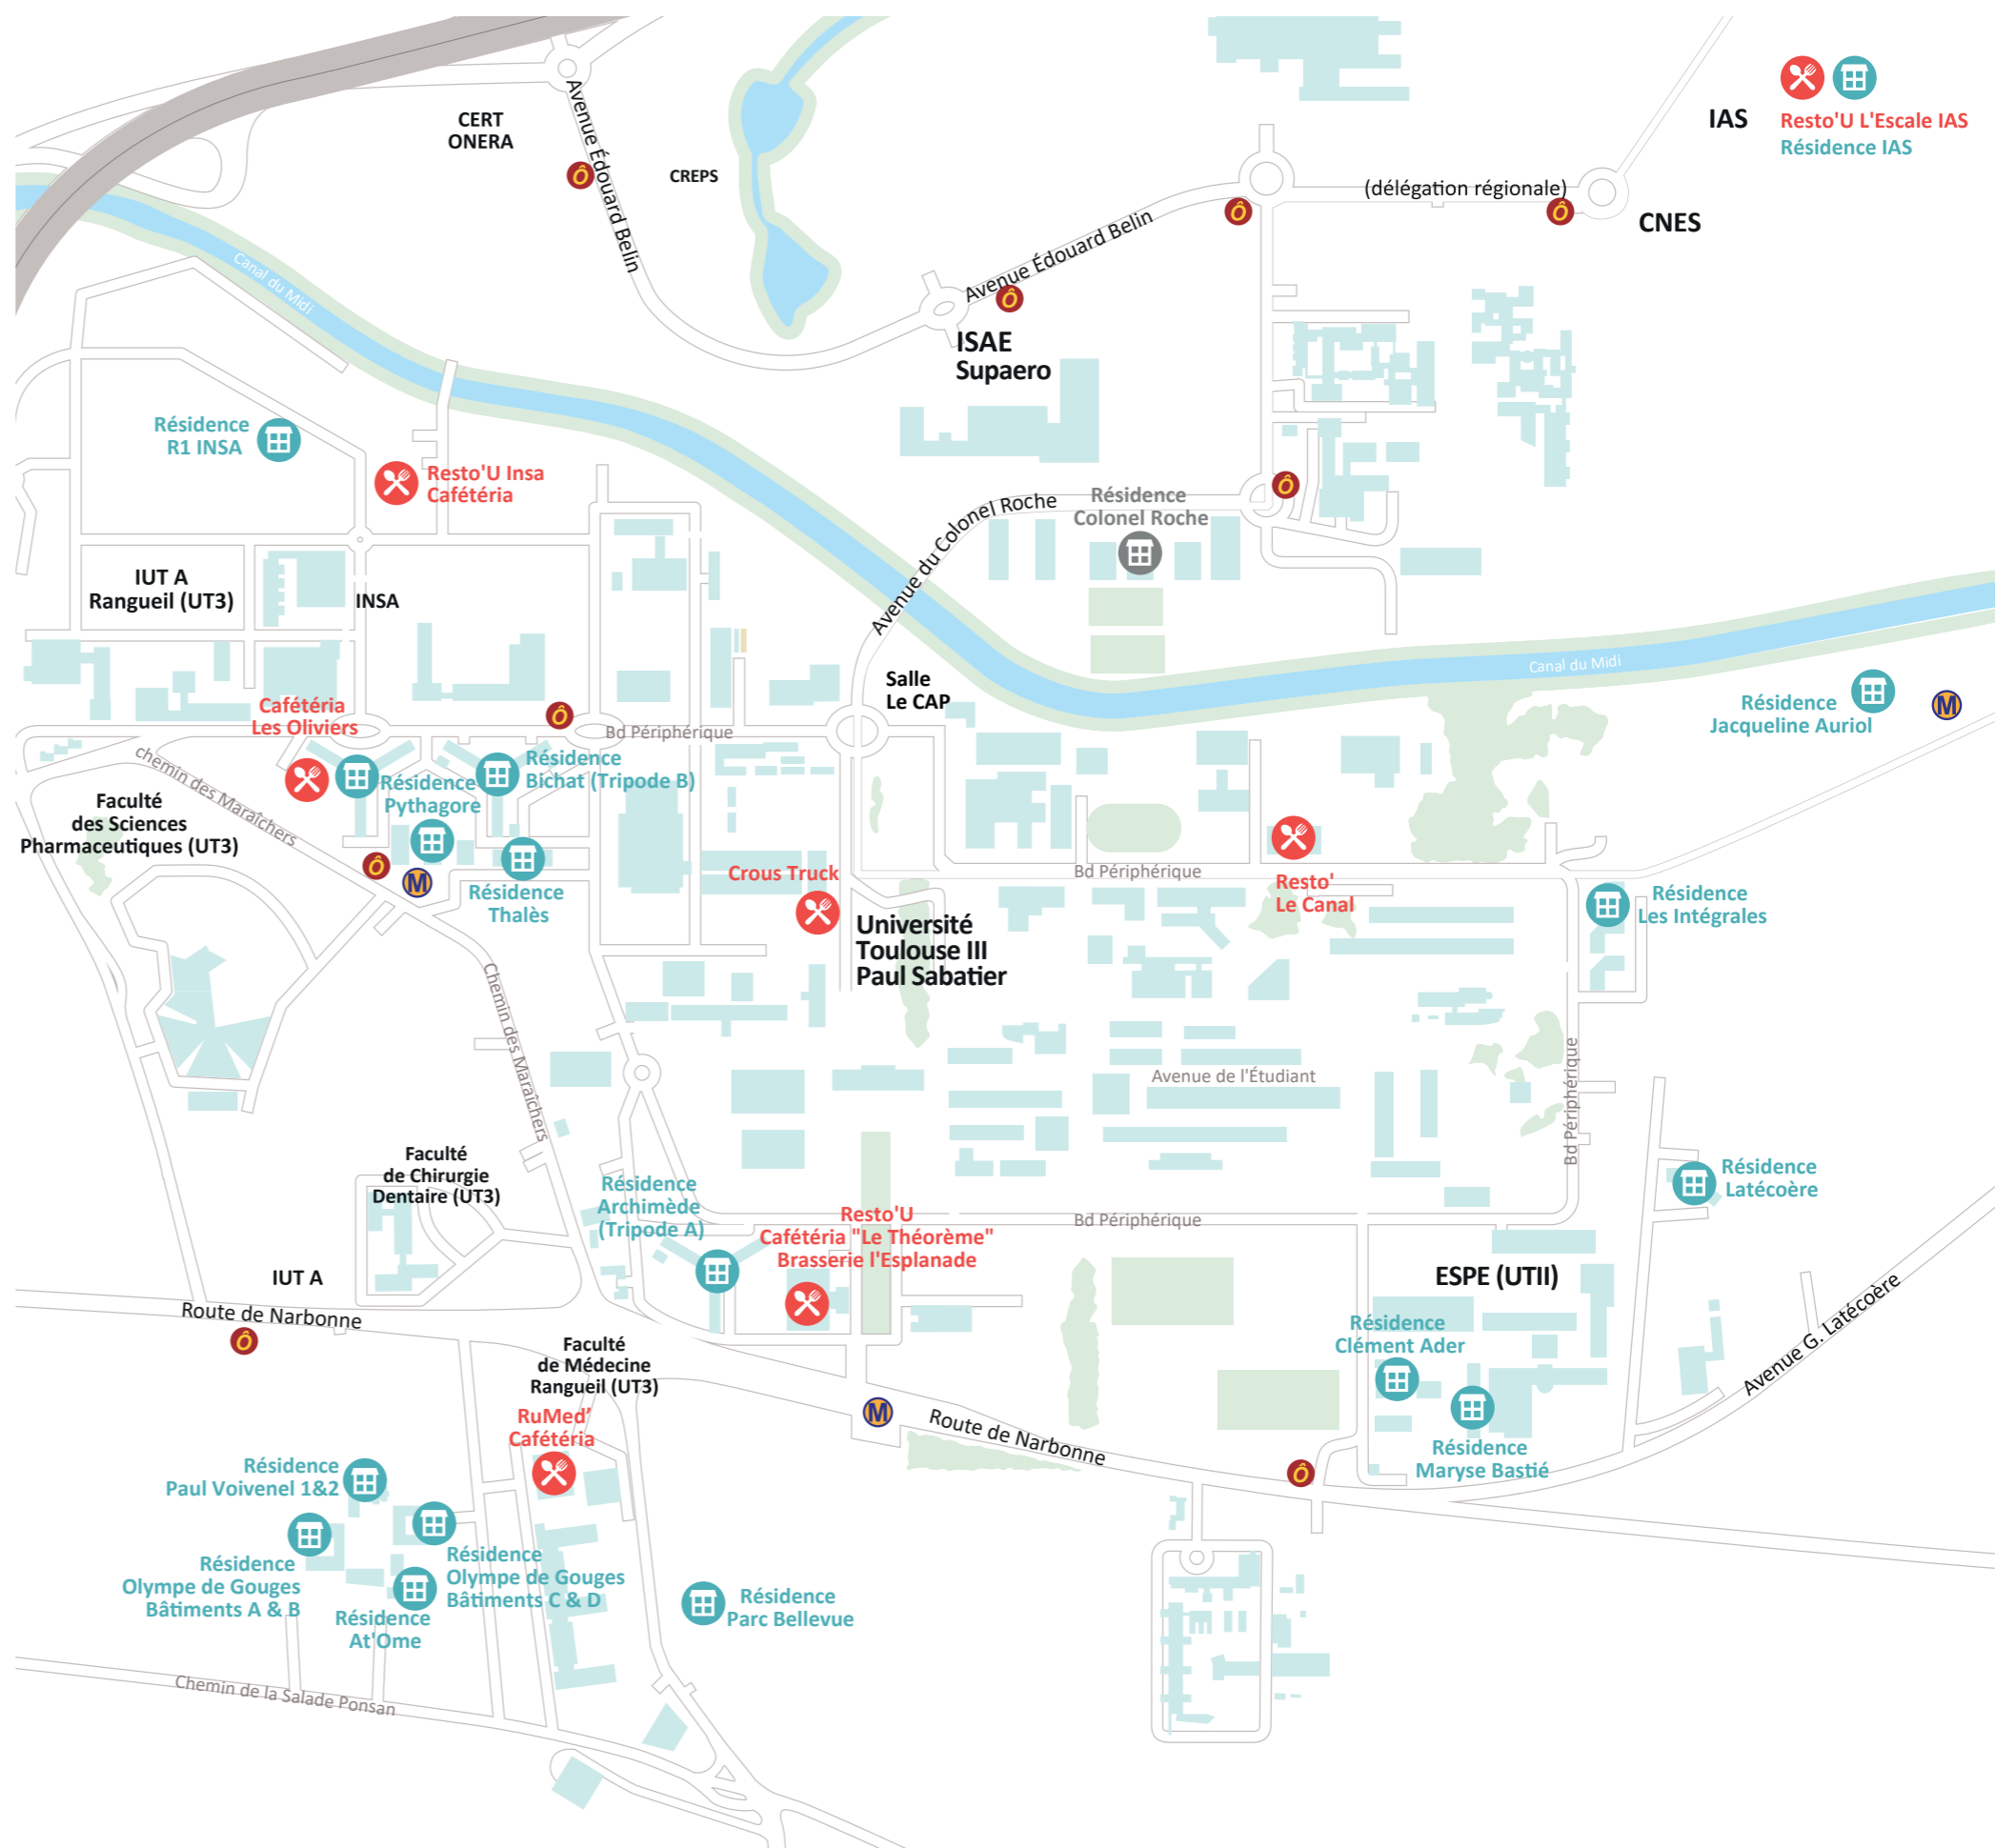 CERT
ONERA
Avenue Édouard Belin
Ô
CREPS
IAS
Resto'U L'Escale IAS
Résidence IAS
(délégation régionale)
Ô
Ô
CNES
Avenue Édouard Belin
Ô
ISAE
Supaero
Canal du Midi
Résidence
R1 INSA
Resto'U Insa
Cafétéria
Avenue du Colonel Roche
Résidence
Colonel Roche
Ô
IUT A
Rangueil (UT3)
INSA
Salle
Le CAP
Canal du Midi
Résidence
Jacqueline Auriol
M
Cafétéria
Les Oliviers
Ô
Bd Périphérique
chemin des Maraîchers
Résidence
Pythagore
Résidence
Bichat (Tripode B)
Faculté
des Sciences
Pharmaceutiques (UT3)
Ô
M
Résidence
Thalès
Crous Truck
Bd Périphérique
Resto'
Le Canal
Résidence
Les Intégrales
Université
Toulouse III
Paul Sabatier
Chemin des Maraîchers
Avenue de l'Étudiant
Bd Périphérique
Faculté
de Chirurgie
Dentaire (UT3)
Résidence
Archimède
(Tripode A)
Resto'U
Cafétéria "Le Théorème"
Brasserie l'Esplanade
Bd Périphérique
Résidence
Latécoère
IUT A
Route de Narbonne
Ô
ESPE (UTII)
Résidence
Clément Ader
Avenue G. Latécoère
Faculté
de Médecine
Rangueil (UT3)
RuMed'
Cafétéria
M
Route de Narbonne
Résidence
Maryse Bastié
Ô
Résidence
Paul Voivenel 1&2
Résidence
Olympe de Gouges
Bâtiments A & B
Résidence
Olympe de Gouges
Bâtiments C & D
Résidence
At'Ome
Résidence
Parc Bellevue
Chemin de la Salade Ponsan